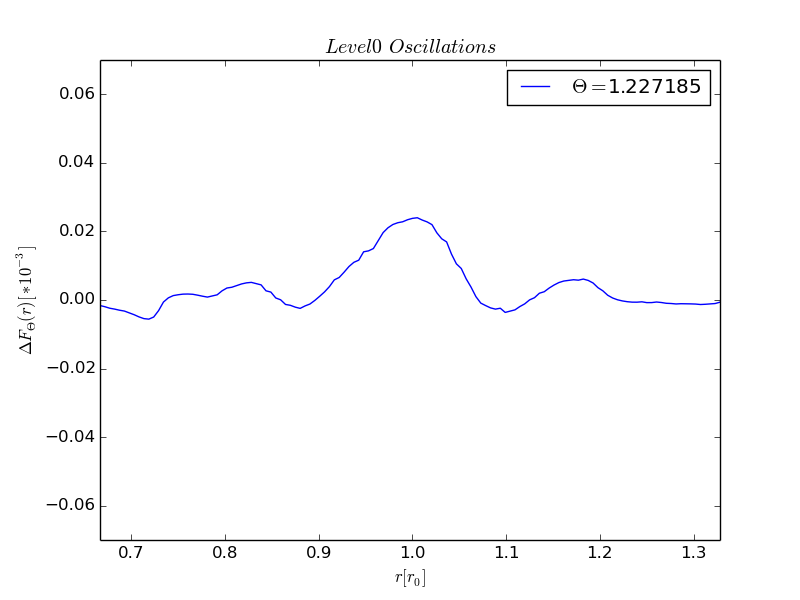 Level0 Oscillations
Θ = 1.227185
0.06
0.04
0.02
0.00
−0.02
−0.04
−0.06
ΔF_Θ(r)[*10^{-3}]
0.7 0.8 0.9 1.0 1.1 1.2 1.3
r[r_0]